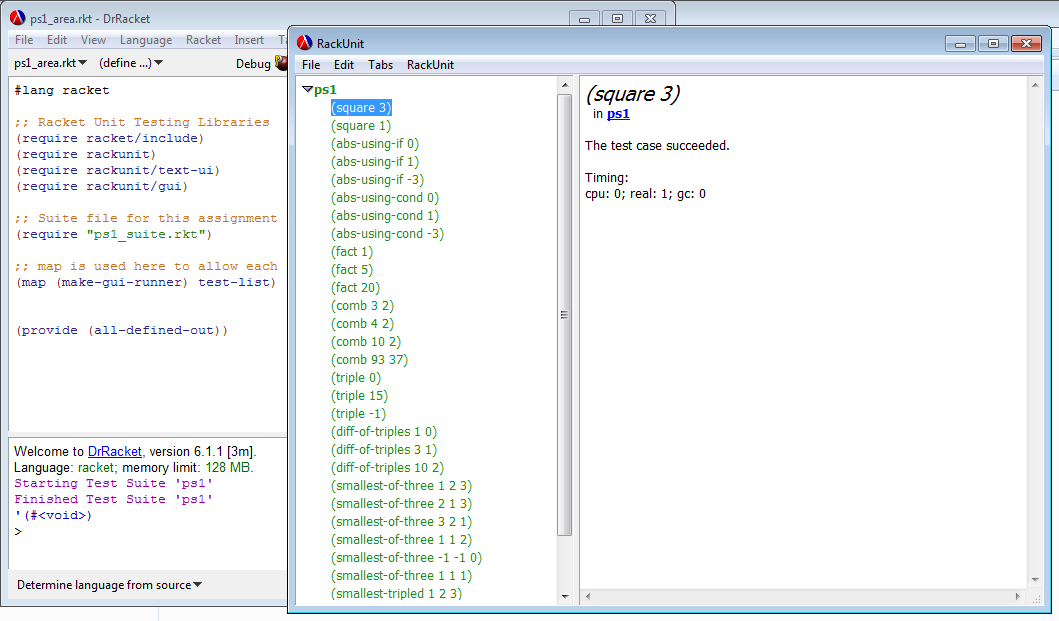 ps1_area.rkt - DrRacket
File Edit View Language Racket Insert Ta
ps1_area.rkt (define ...) Debug
#lang racket
;; Racket Unit Testing Libraries
(require racket/include)
(require rackunit)
(require rackunit/text-ui)
(require rackunit/gui)
;; Suite file for this assignment
(require "ps1_suite.rkt")
;; map is used here to allow each
(map (make-gui-runner) test-list)
(provide (all-defined-out))
Welcome to DrRacket, version 6.1.1 [3m].
Language: racket; memory limit: 128 MB.
Starting Test Suite 'ps1'
Finished Test Suite 'ps1'
'(#<void>)
>
Determine language from source
RackUnit
File Edit Tabs RackUnit
ps1
(square 3)
(square 1)
(abs-using-if 0)
(abs-using-if 1)
(abs-using-if -3)
(abs-using-cond 0)
(abs-using-cond 1)
(abs-using-cond -3)
(fact 1)
(fact 5)
(fact 20)
(comb 3 2)
(comb 4 2)
(comb 10 2)
(comb 93 37)
(triple 0)
(triple 15)
(triple -1)
(diff-of-triples 1 0)
(diff-of-triples 3 1)
(diff-of-triples 10 2)
(smallest-of-three 1 2 3)
(smallest-of-three 2 1 3)
(smallest-of-three 3 2 1)
(smallest-of-three 1 1 2)
(smallest-of-three -1 -1 0)
(smallest-of-three 1 1 1)
(smallest-tripled 1 2 3)
(square 3)
in ps1
The test case succeeded.
Timing:
cpu: 0; real: 1; gc: 0